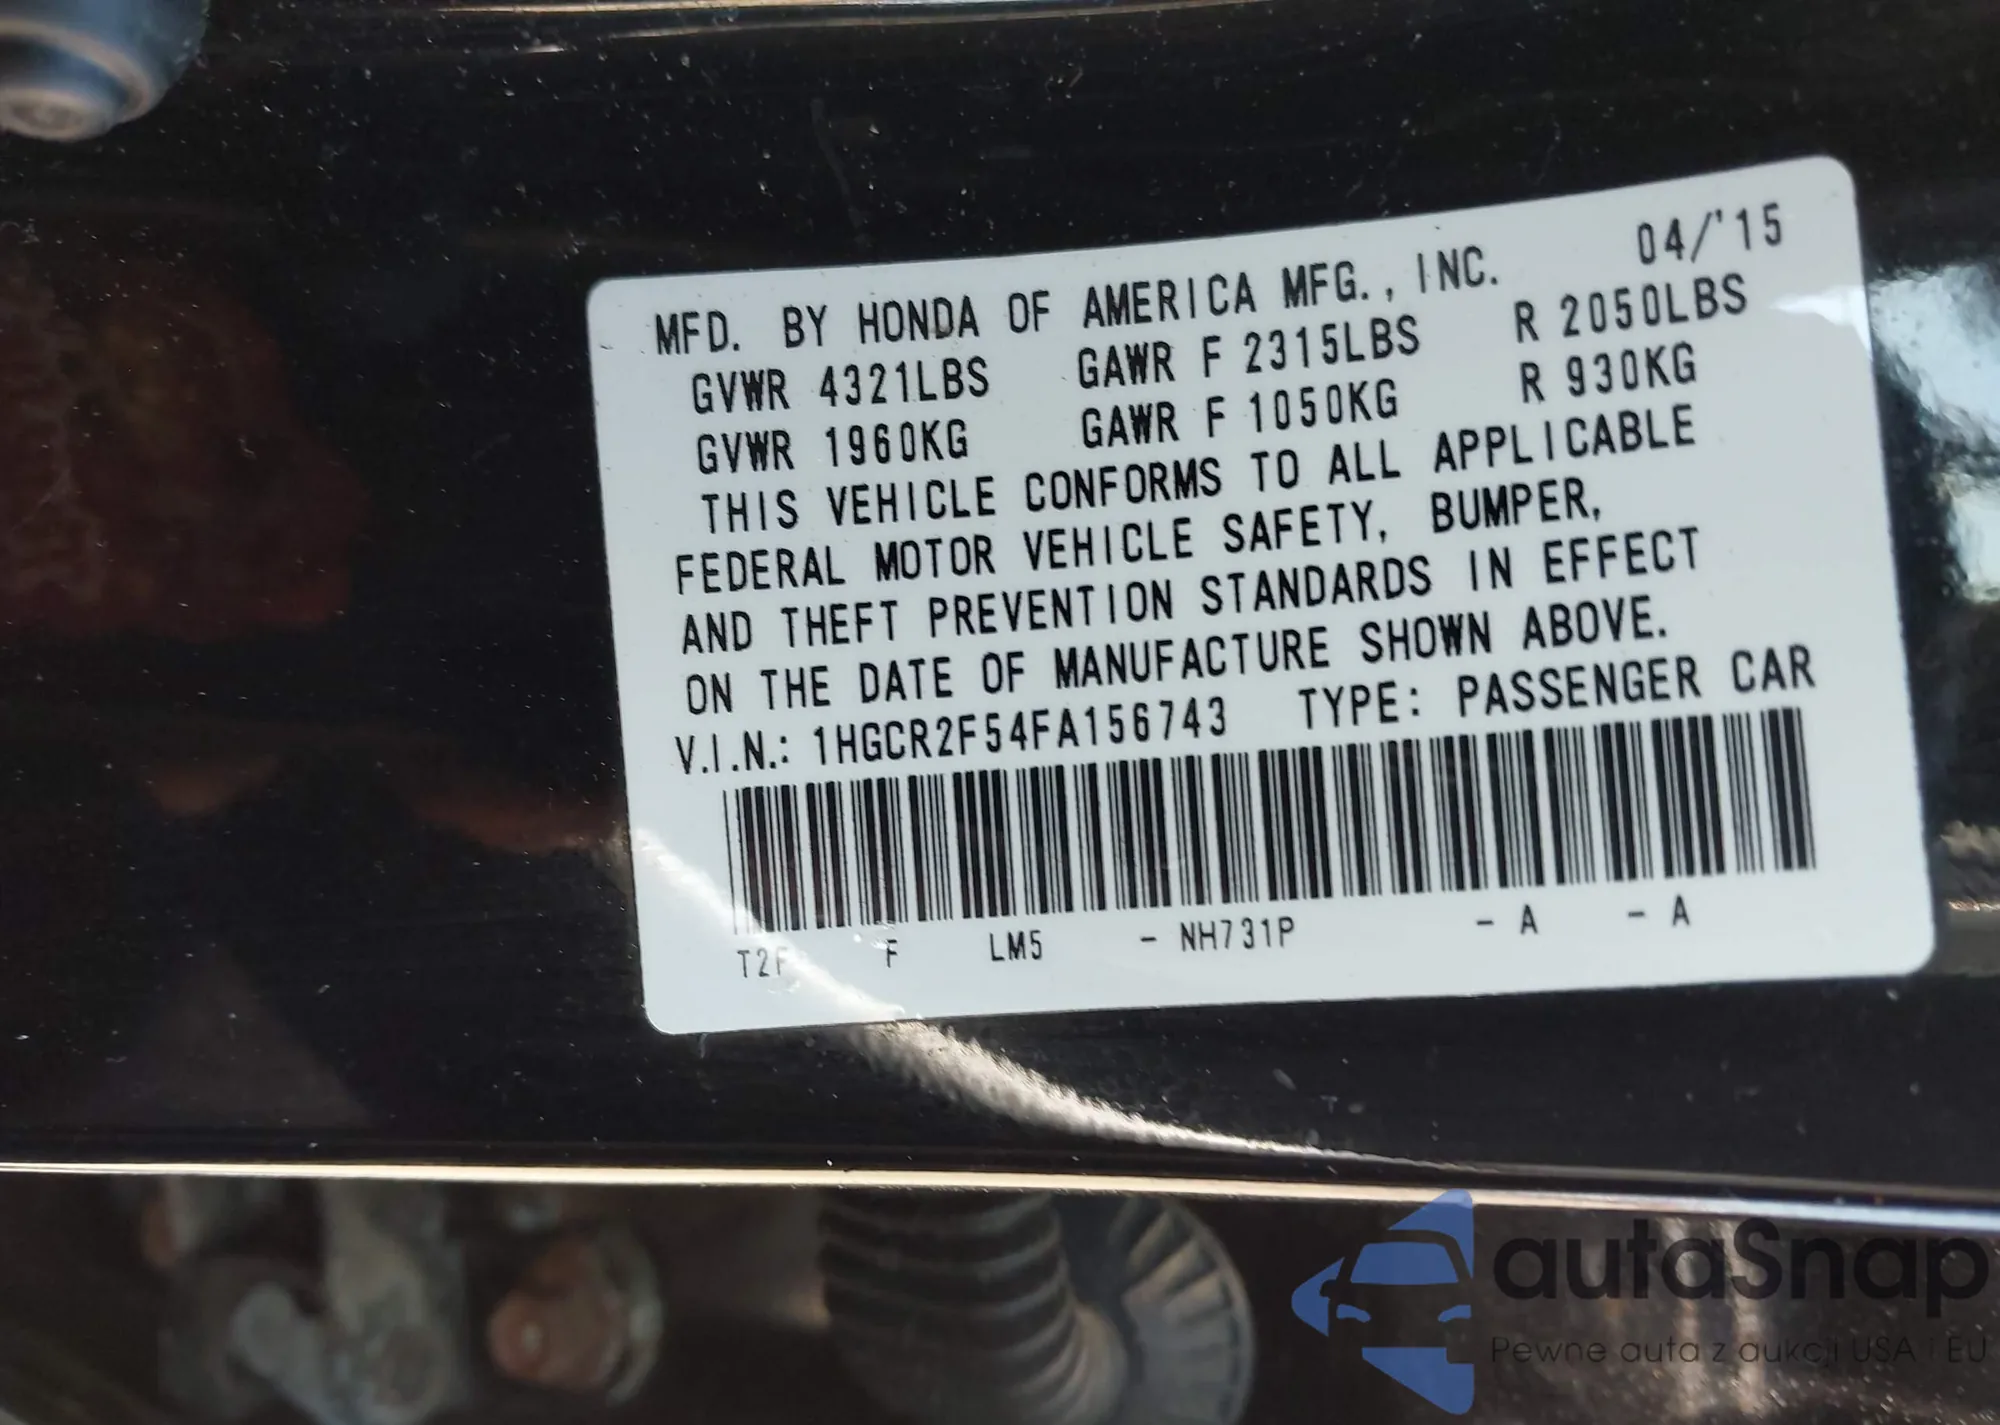 MFD. BY HONDA OF AMERICA MFG., INC. 04/'15
GVWR 4321LBS GAWR F 2315LBS R 2050LBS
GVWR 1960KG GAWR F 1050KG R 930KG
THIS VEHICLE CONFORMS TO ALL APPLICABLE
FEDERAL MOTOR VEHICLE SAFETY, BUMPER,
AND THEFT PREVENTION STANDARDS IN EFFECT
ON THE DATE OF MANUFACTURE SHOWN ABOVE.
V.I.N.: 1HGCR2F54FA156743 TYPE: PASSENGER CAR
T2F F LM5 - NH731P - A - A
autaSnap
Pewne auta z aukcji USA i EU